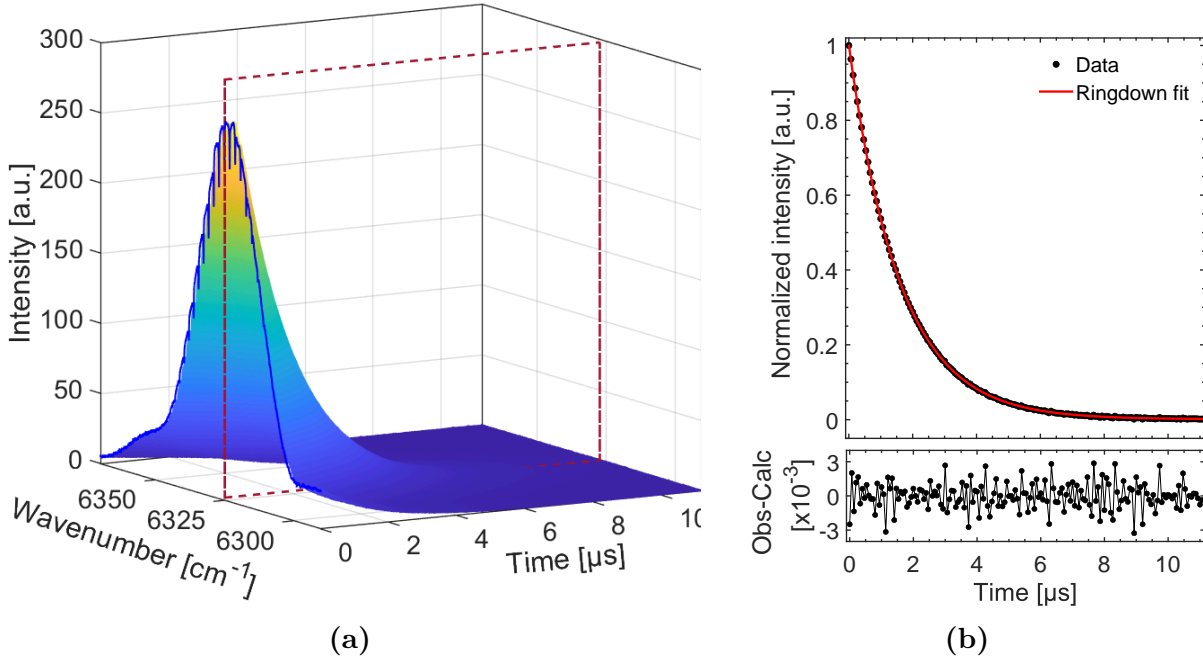 300
250
200
150
100
50
0
Intensity [a.u.]
6350
6325
6300
Wavenumber [cm⁻¹]
0
2
4
6
8
10
Time [µs]
(a)
1
0.8
0.6
0.4
0.2
0
Normalized intensity [a.u.]
Data
Ringdown fit
3
0
-3
Obs-Calc
[x10⁻³]
0
2
4
6
8
10
Time [µs]
(b)